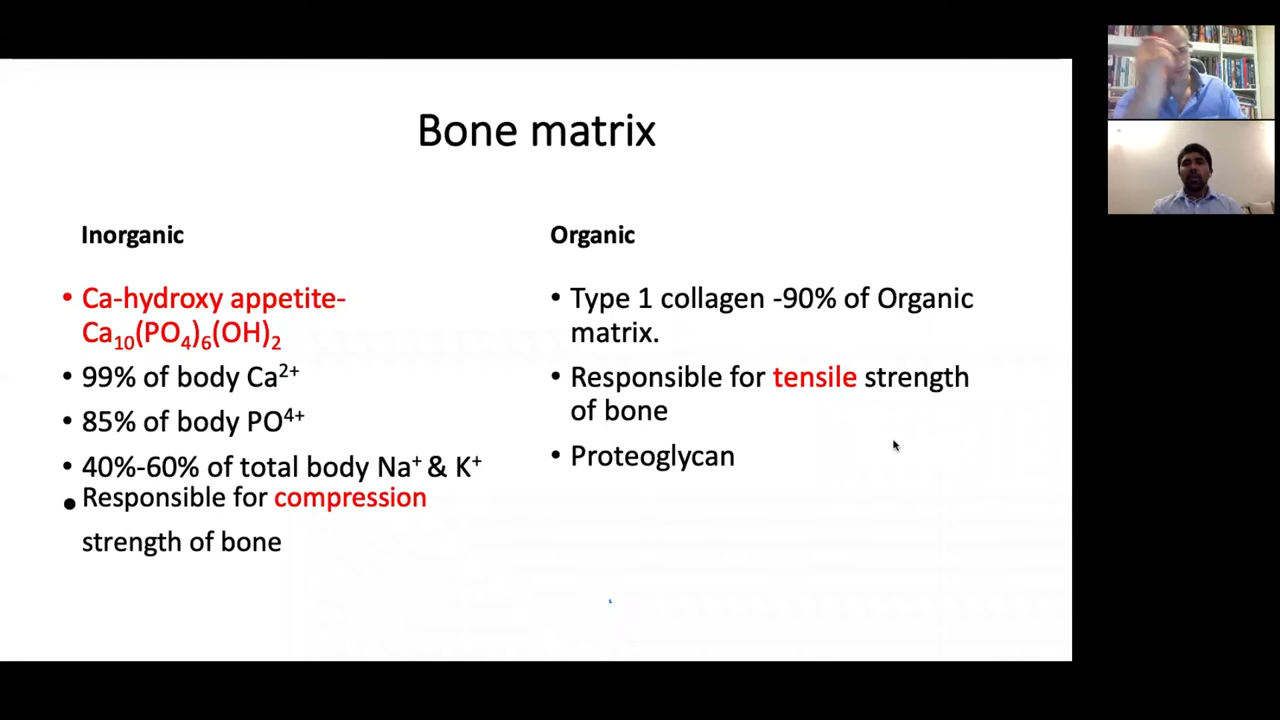 Bone matrix
Inorganic
• Ca-hydroxy appetite-
Ca₁₀(PO₄)₆(OH)₂
• 99% of body Ca²⁺
• 85% of body PO⁴⁺
• 40%-60% of total body Na⁺ & K⁺
• Responsible for compression
strength of bone
Organic
• Type 1 collagen -90% of Organic
matrix.
• Responsible for tensile strength
of bone
• Proteoglycan